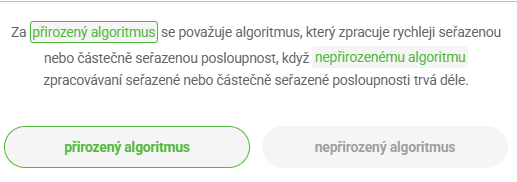 Za přirozený algoritmus se považuje algoritmus, který zpracuje rychleji seřazenou
nebo částečně seřazenou posloupnost, když nepřirozenému algoritmu
zpracovávaní seřazené nebo částečně seřazené posloupnosti trvá déle.
přirozený algoritmus
nepřirozený algoritmus